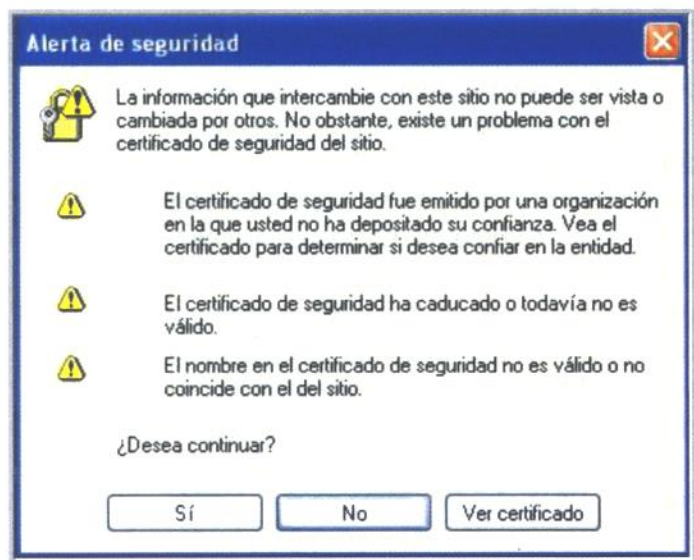 Alerta de seguridad
La información que intercambie con este sitio no puede ser vista o
cambiada por otros. No obstante, existe un problema con el
certificado de seguridad del sitio.
El certificado de seguridad fue emitido por una organización
en la que usted no ha depositado su confianza. Vea el
certificado para determinar si desea confiar en la entidad.
El certificado de seguridad ha caducado o todavía no es
válido.
El nombre en el certificado de seguridad no es válido o no
coincide con el del sitio.
¿Desea continuar?
Sí
No
Ver certificado